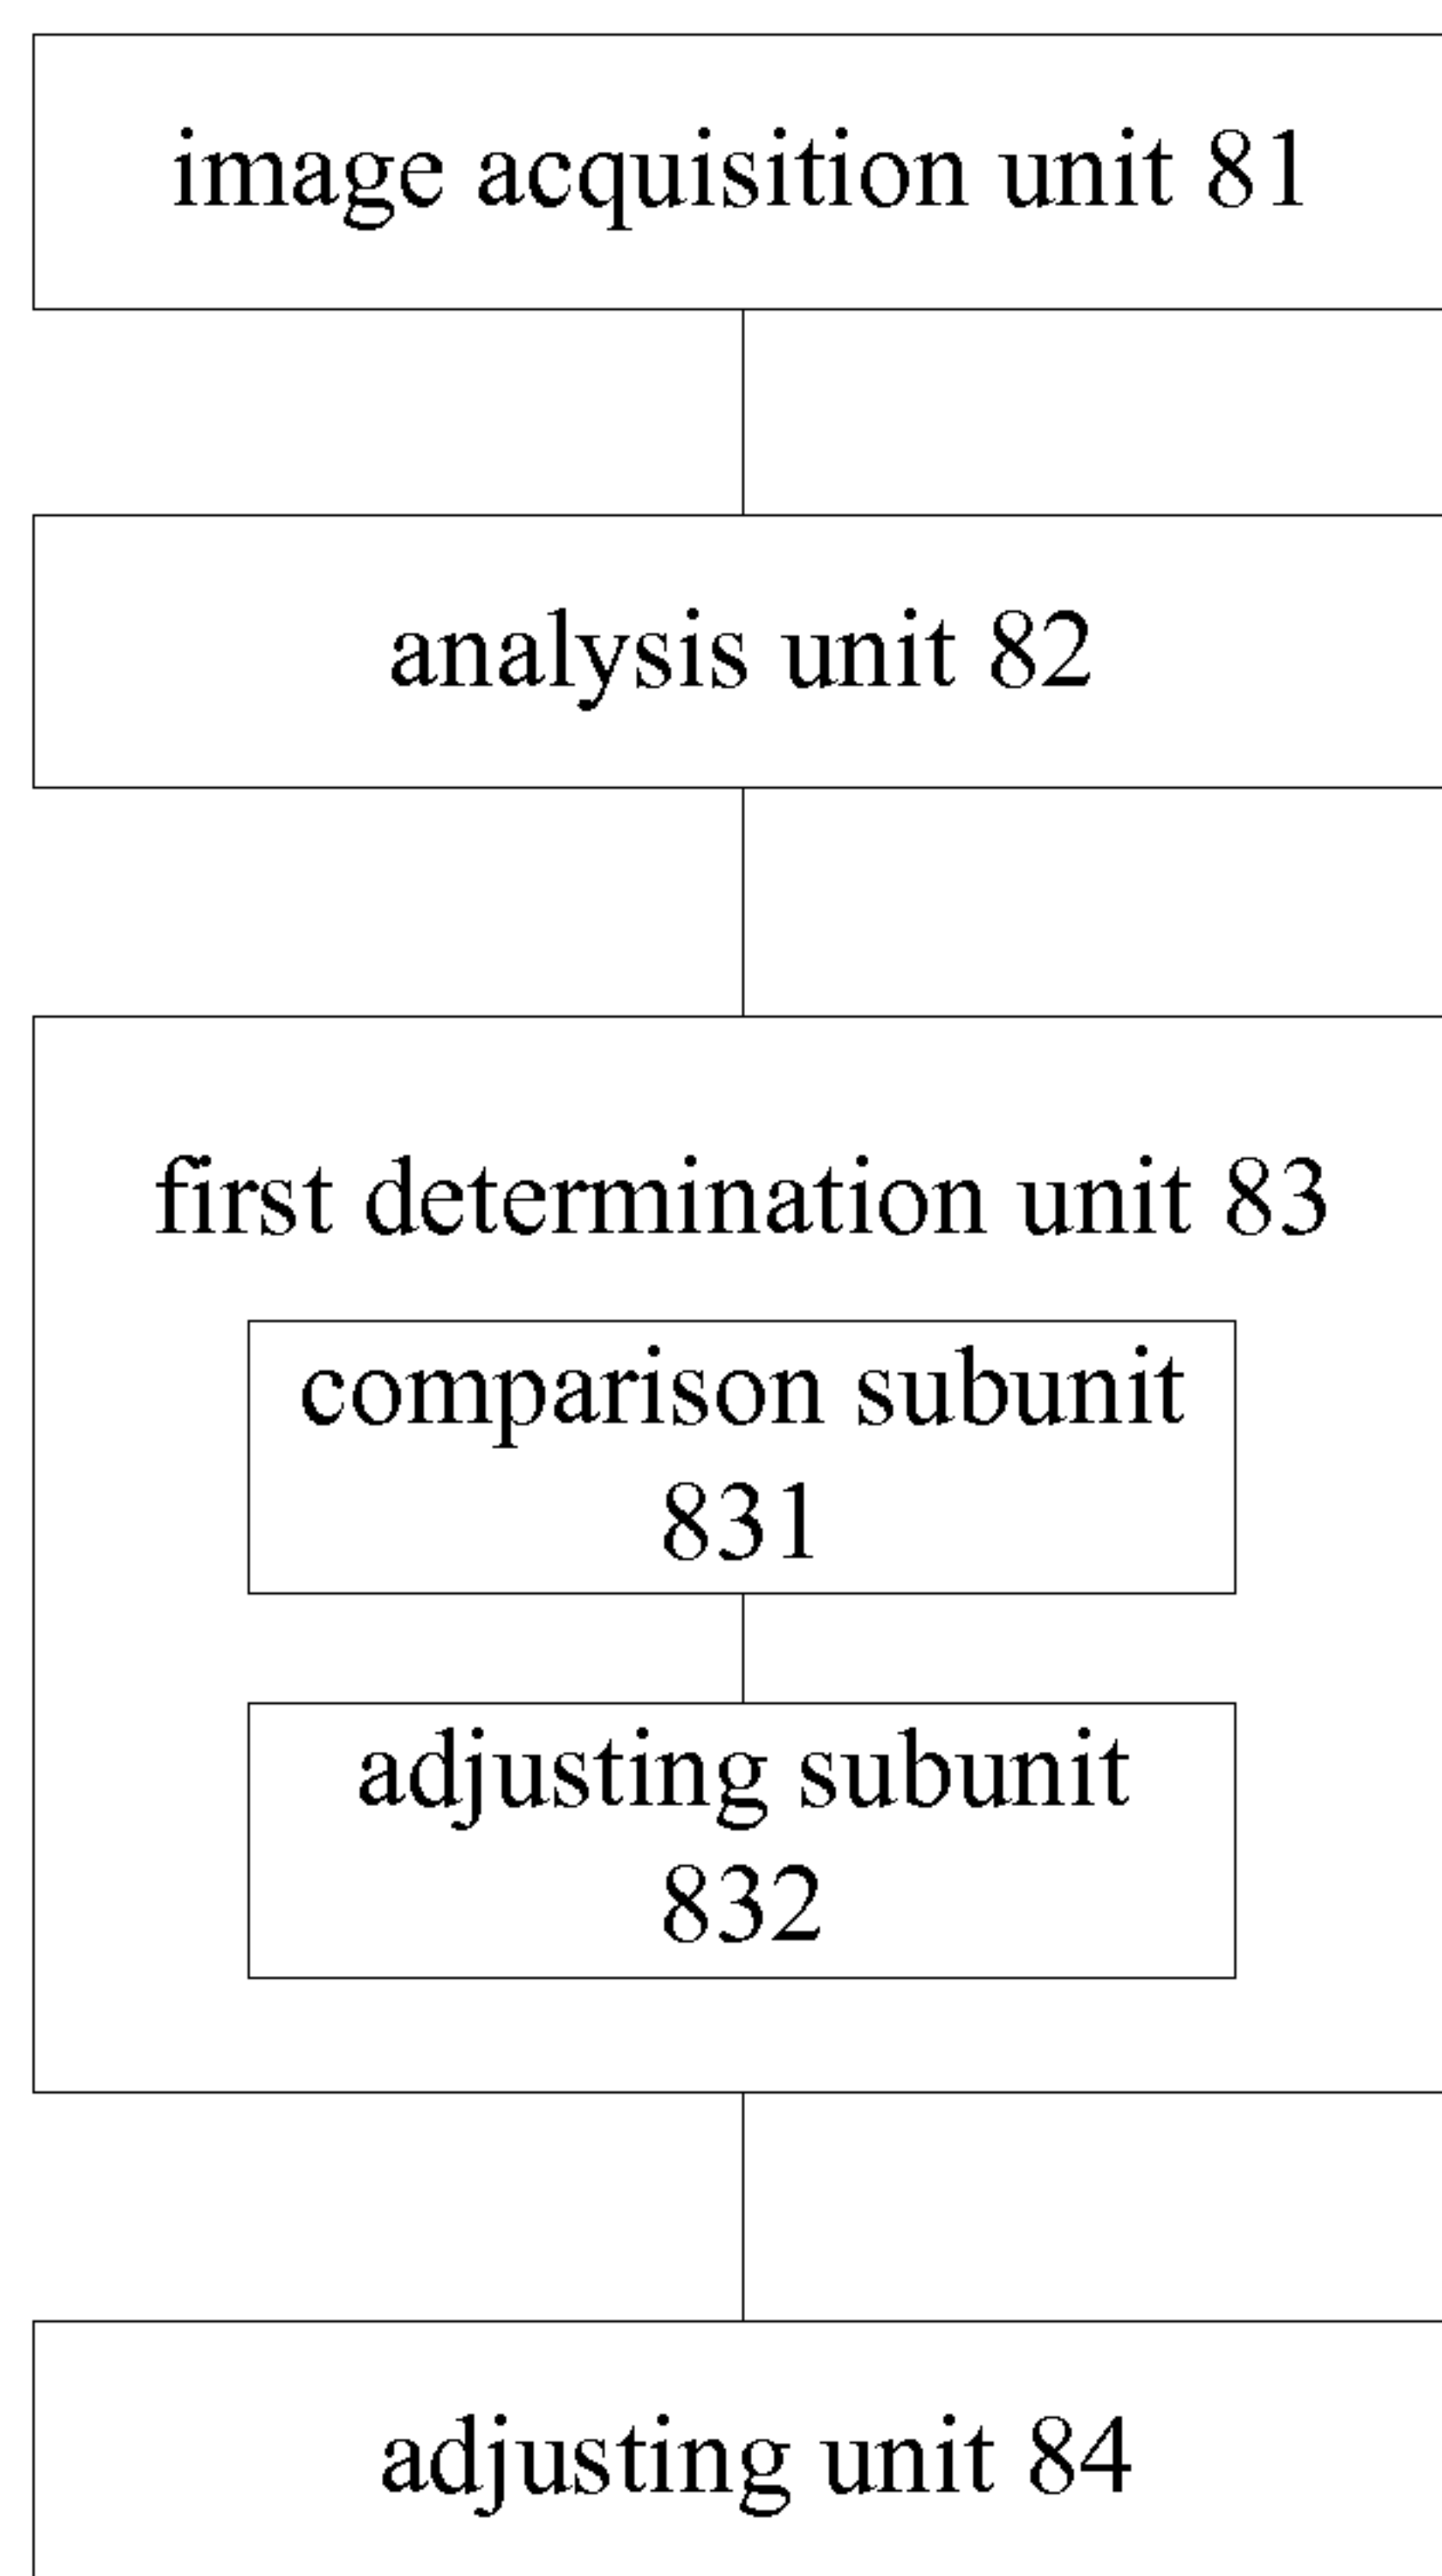 image acquisition unit 81
analysis unit 82
first determination unit 83
comparison subunit
831
adjusting subunit
832
adjusting unit 84